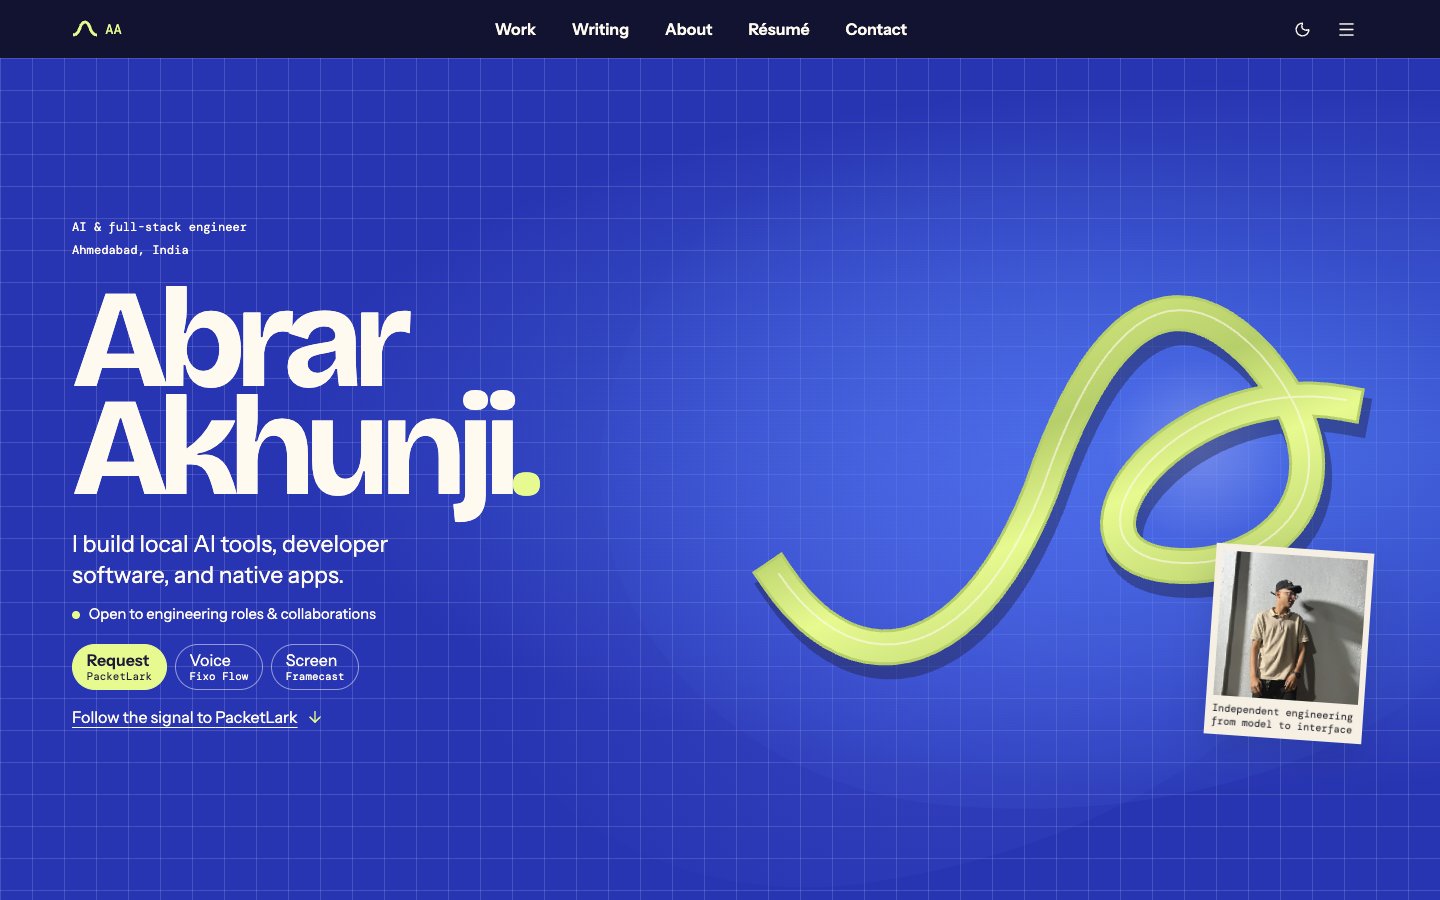 AA
Work
Writing
About
Résumé
Contact
AI & full-stack engineer
Ahmedabad, India
Abrar
Akhunji.
I build local AI tools, developer
software, and native apps.
Open to engineering roles & collaborations
Request
PacketLark
Voice
Fixo Flow
Screen
Framecast
Follow the signal to PacketLark ↓
Independent engineering
from model to interface